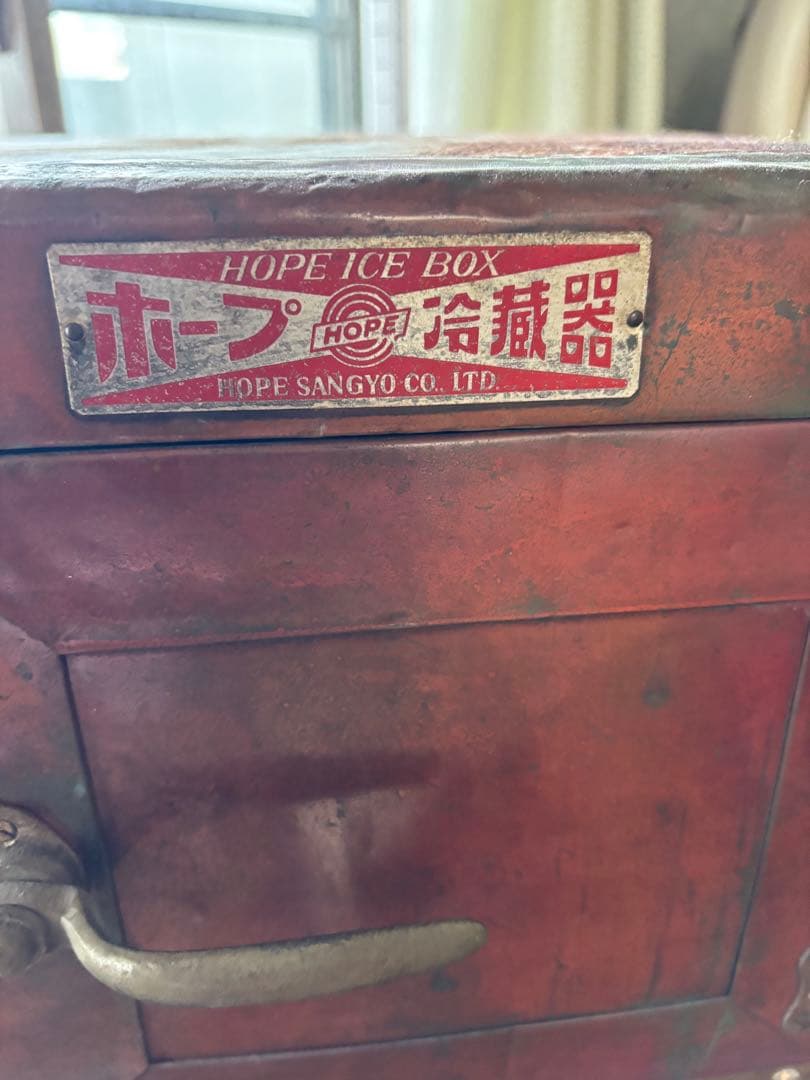 HOPE ICE BOX
ホープ HOPE 冷蔵器
HOPE SANGYO CO., LTD.